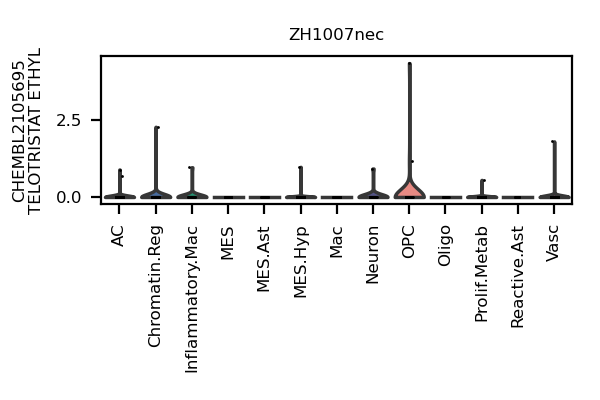 ZH1007nec
CHEMBL2105695
TELOTRISTAT ETHYL
2.5
0.0
AC
Chromatin.Reg
Inflammatory.Mac
MES
MES.Ast
MES.Hyp
Mac
Neuron
OPC
Oligo
Prolif.Metab
Reactive.Ast
Vasc